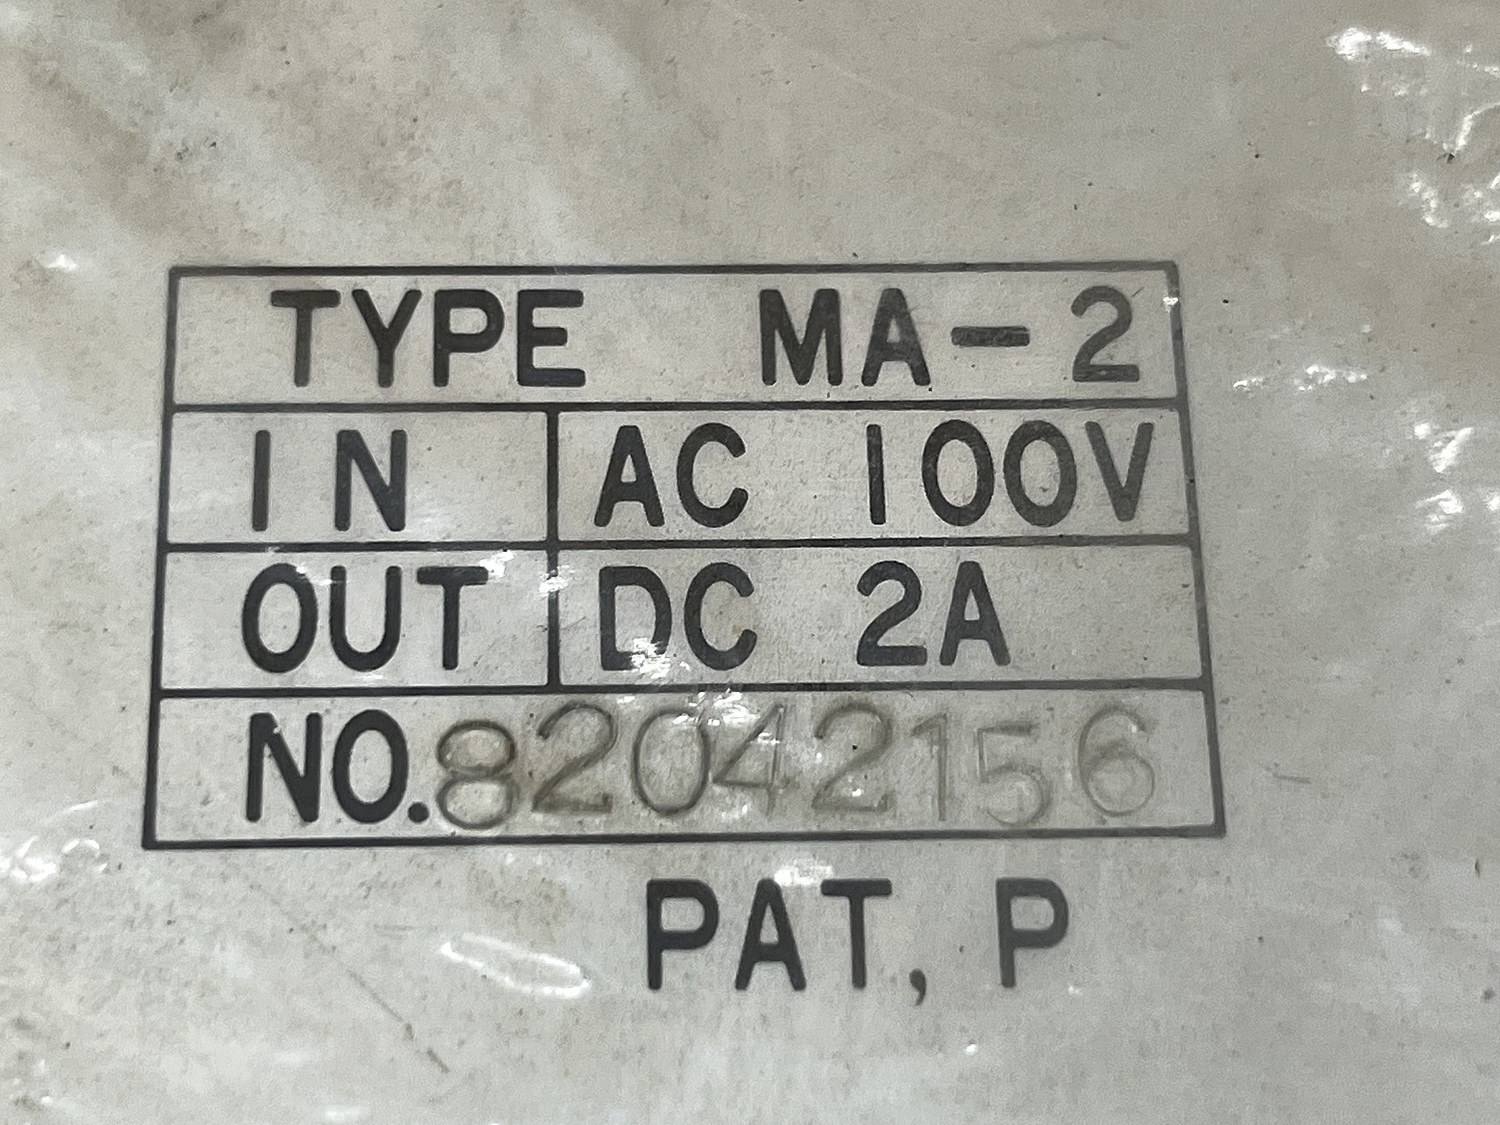 TYPE MA-2
IN AC 100V
OUT DC 2A
NO.82042156
PAT, P